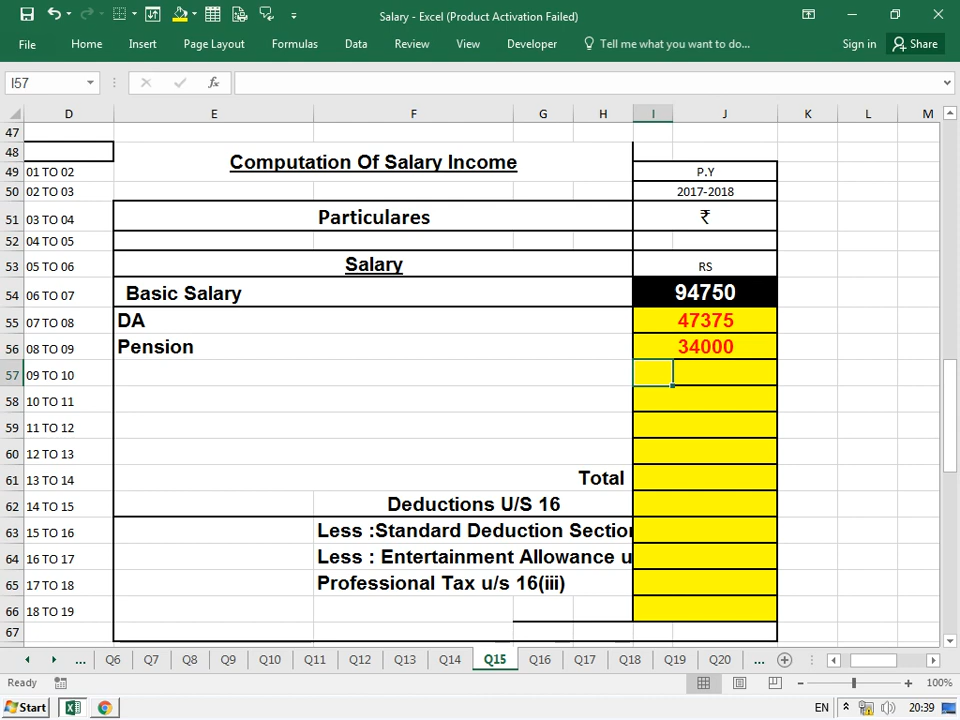 Salary - Excel (Product Activation Failed)
File Home Insert Page Layout Formulas Data Review View Developer Tell me what you want to do... Sign in Share
I57 fx
D E F G H I J K L M
47
48
Computation Of Salary Income
49 01 TO 02 P.Y
50 02 TO 03 2017-2018
51 03 TO 04 Particulares ₹
52 04 TO 05
53 05 TO 06 Salary RS
54 06 TO 07 Basic Salary 94750
55 07 TO 08 DA 47375
56 08 TO 09 Pension 34000
57 09 TO 10
58 10 TO 11
59 11 TO 12
60 12 TO 13
61 13 TO 14 Total
62 14 TO 15 Deductions U/S 16
63 15 TO 16 Less :Standard Deduction Section
64 16 TO 17 Less : Entertainment Allowance u
65 17 TO 18 Professional Tax u/s 16(iii)
66 18 TO 19
67
... Q6 Q7 Q8 Q9 Q10 Q11 Q12 Q13 Q14 Q15 Q16 Q17 Q18 Q19 Q20 ...
Ready 100%
Start EN 20:39